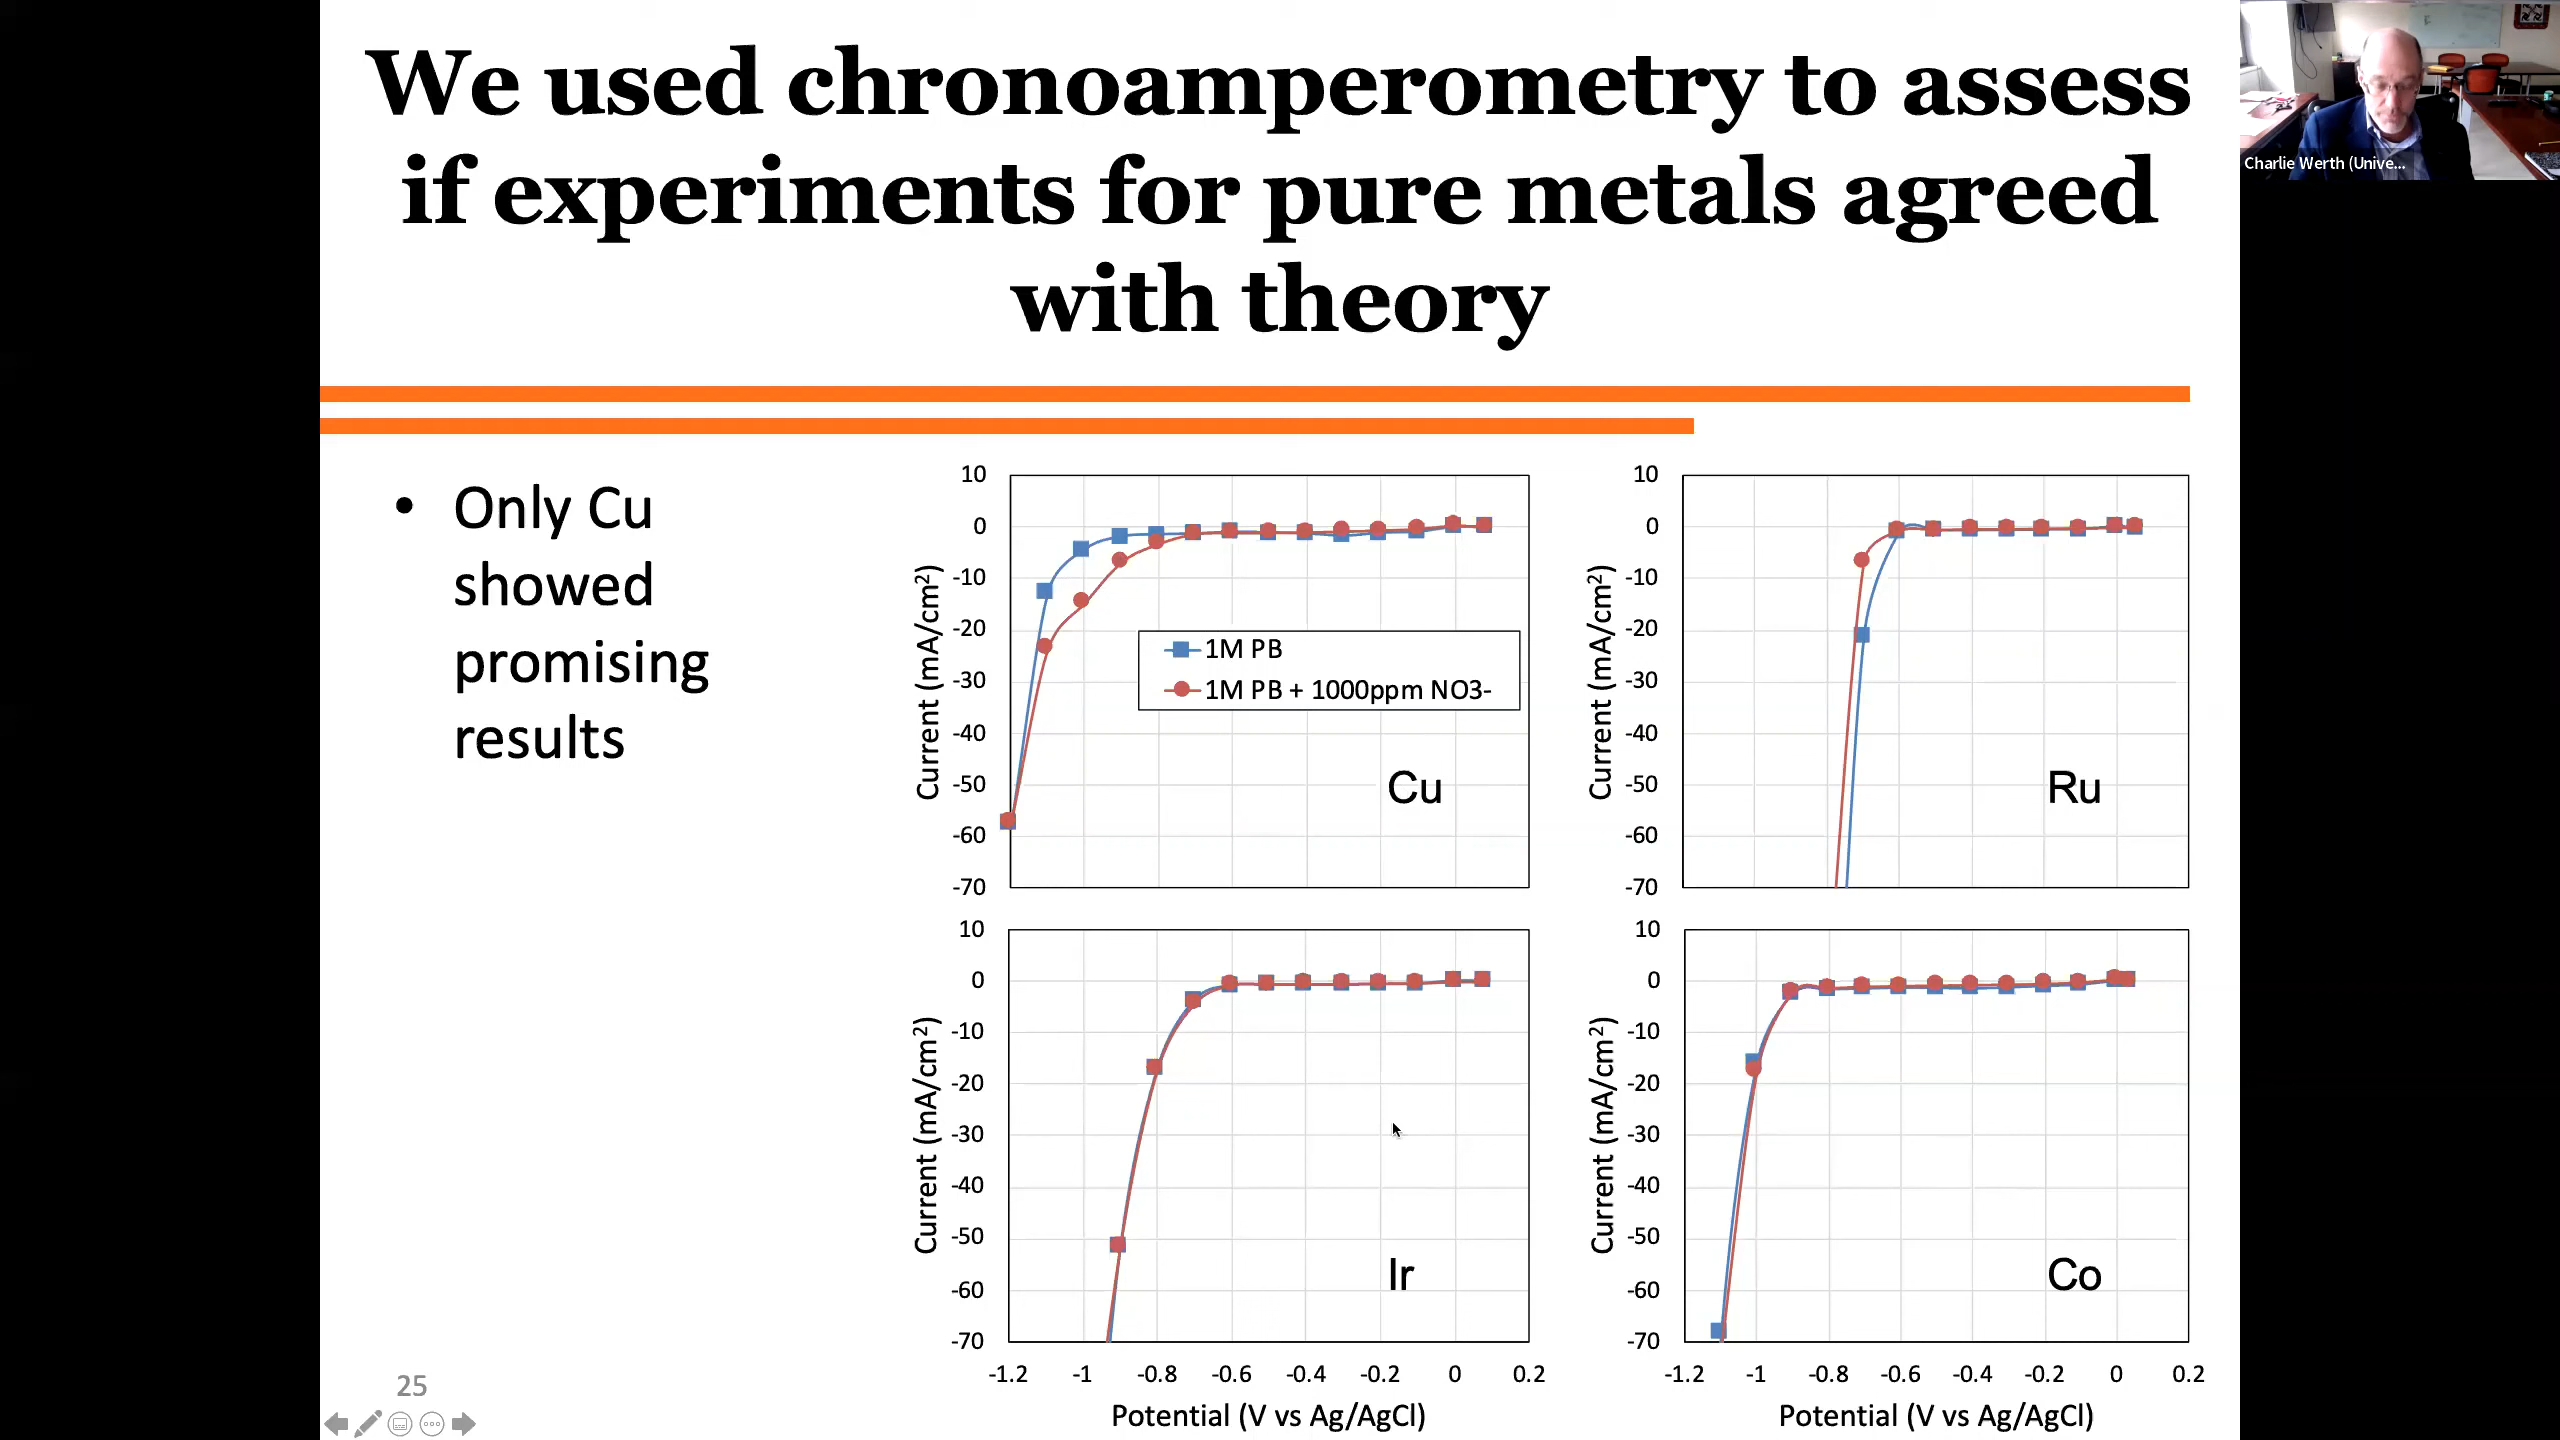 We used chronoamperometry to assess
if experiments for pure metals agreed
with theory
Charlie Werth (Unive...
• Only Cu
showed
promising
results
10
0
-10
-20
-30
-40
-50
-60
-70
Current (mA/cm²)
1M PB
1M PB + 1000ppm NO3-
Cu
10
0
-10
-20
-30
-40
-50
-60
-70
Current (mA/cm²)
Ru
10
0
-10
-20
-30
-40
-50
-60
-70
Current (mA/cm²)
Ir
-1.2 -1 -0.8 -0.6 -0.4 -0.2 0 0.2
Potential (V vs Ag/AgCl)
10
0
-10
-20
-30
-40
-50
-60
-70
Current (mA/cm²)
Co
-1.2 -1 -0.8 -0.6 -0.4 -0.2 0 0.2
Potential (V vs Ag/AgCl)
25